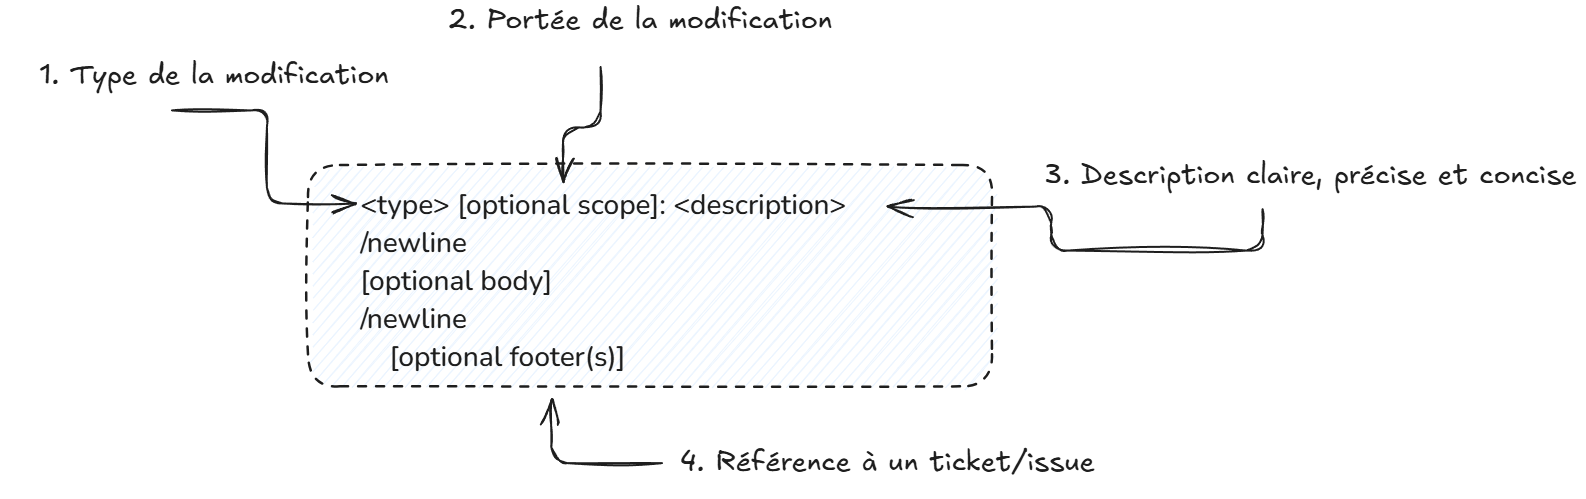 2. Portée de la modification
1. Type de la modification
3. Description claire, précise et concise
<type> [optional scope]: <description>
/newline
[optional body]
/newline
[optional footer(s)]
4. Référence à un ticket/issue